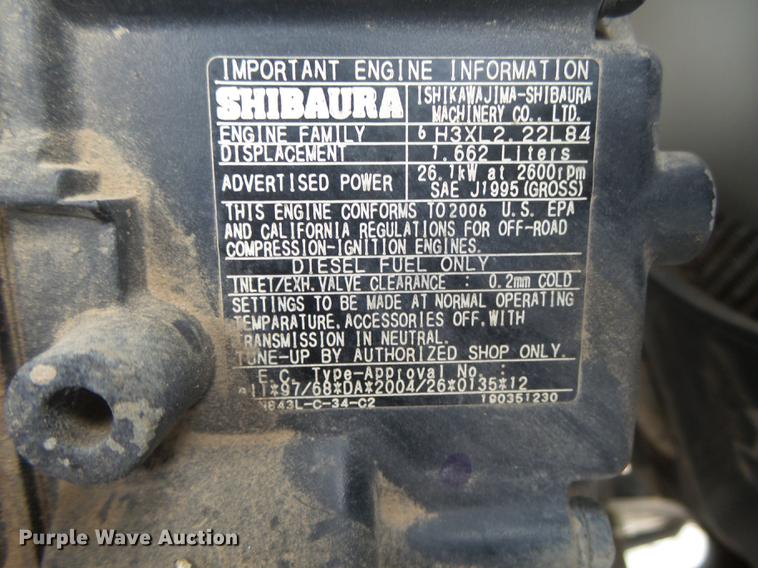 IMPORTANT ENGINE INFORMATION
SHIBAURA
ISHIKAWAJIMA-SHIBAURA
MACHINERY CO., LTD.
ENGINE FAMILY 6H3XL2.22L84
DISPLACEMENT 1.662 Liters
ADVERTISED POWER 26.1kW at 2600rpm
SAE J1995 (GROSS)
THIS ENGINE CONFORMS TO 2006 U.S. EPA
AND CALIFORNIA REGULATIONS FOR OFF-ROAD
COMPRESSION-IGNITION ENGINES.
DIESEL FUEL ONLY
INLET/EXH.VALVE CLEARANCE : 0.2mm COLD
SETTINGS TO BE MADE AT NORMAL OPERATING
TEMPARATURE, ACCESSORIES OFF, WITH
TRANSMISSION IN NEUTRAL.
TUNE-UP BY AUTHORIZED SHOP ONLY.
E.C. Type-Approval No. :
e11*97/68*DA*2004/26*0135*12
N843L-C-34-C2 190351230
Purple Wave Auction